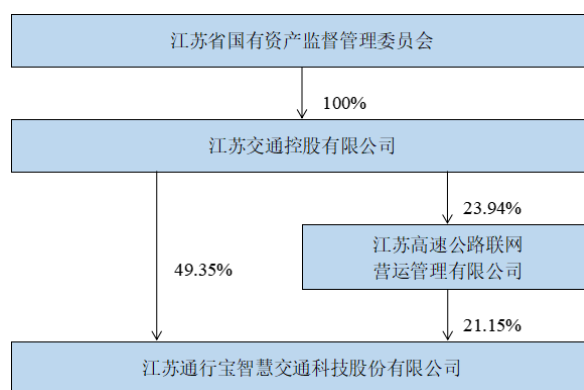 江苏省国有资产监督管理委员会
100%
江苏交通控股有限公司
23.94%
江苏高速公路联网
营运管理有限公司
49.35%
21.15%
江苏通行宝智慧交通科技股份有限公司